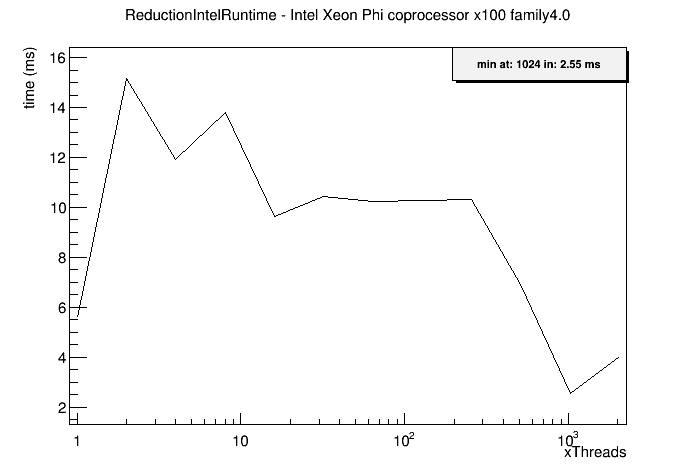 ReductionIntelRuntime - Intel Xeon Phi coprocessor x100 family4.0
time (ms)
min at: 1024 in: 2.55 ms
16
14
12
10
8
6
4
2
1 10 10² 10³
xThreads